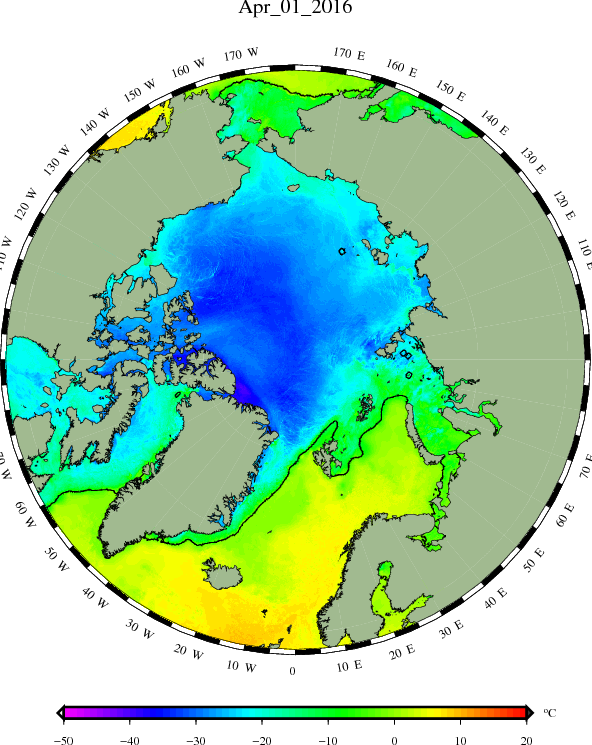 Apr_01_2016
170 W
170 E
160 W
160 E
150 W
150 E
140 W
140 E
130 W
130 E
120 W
120 E
110 E
70 E
60 W
60 E
50 W
50 E
40 W
40 E
30 W
30 E
20 W
20 E
10 W
10 E
0
°C
−50 −40 −30 −20 −10 0 10 20